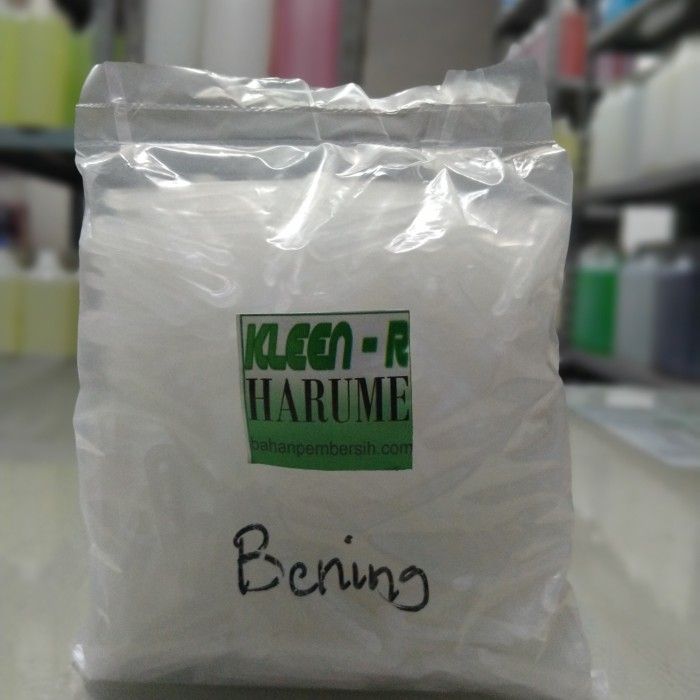 KLEEN - R
HARUME
bahanpembersih.com
Bening